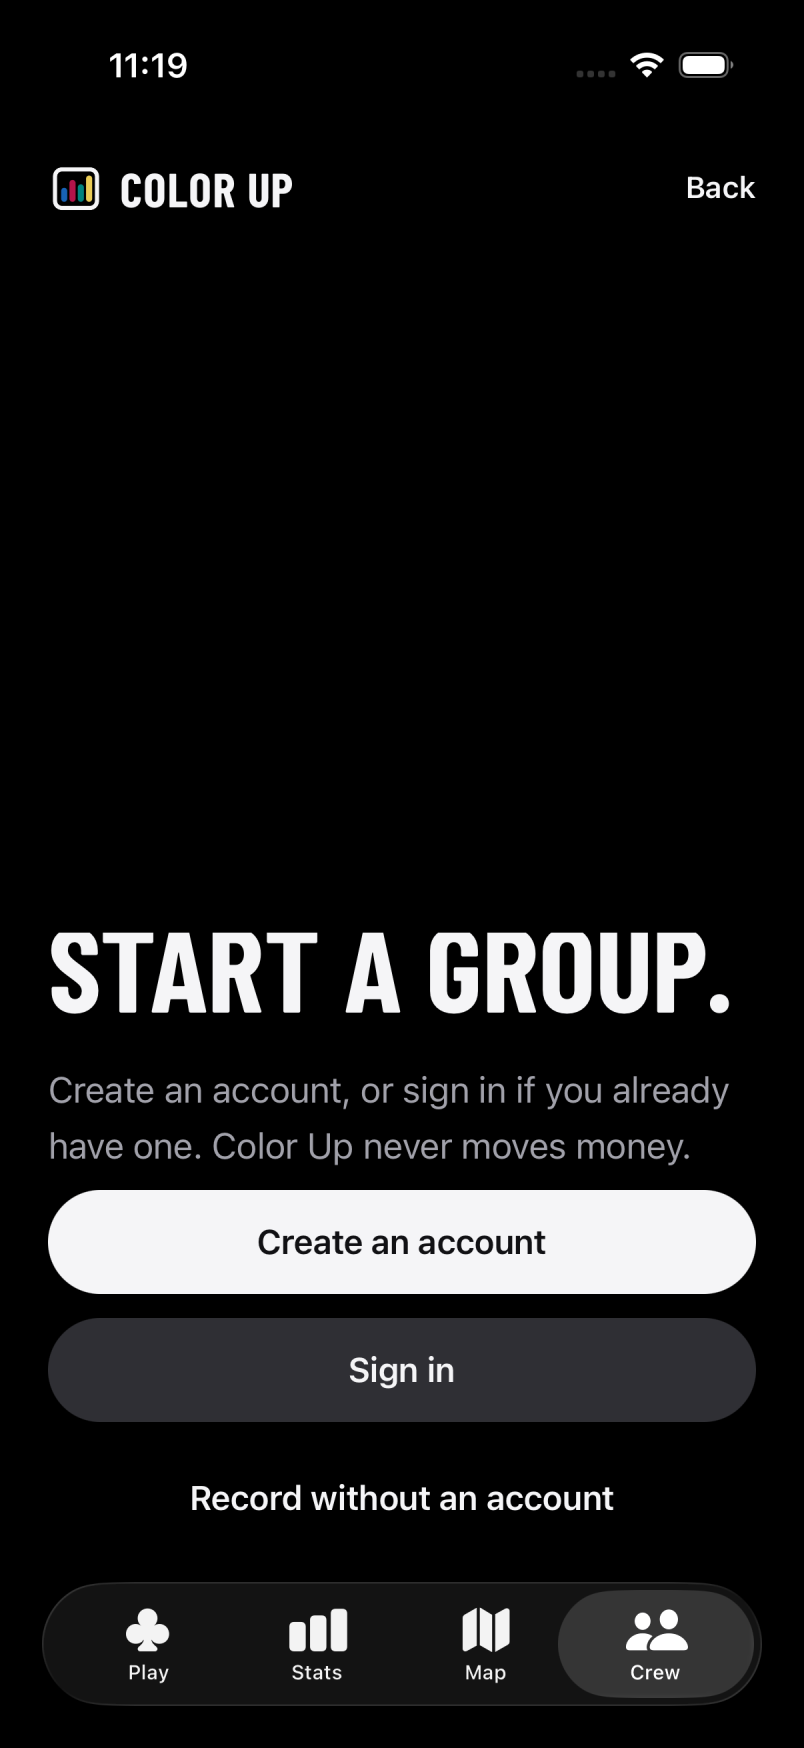 11:19
COLOR UP
Back
START A GROUP.
Create an account, or sign in if you already
have one. Color Up never moves money.
Create an account
Sign in
Record without an account
Play
Stats
Map
Crew